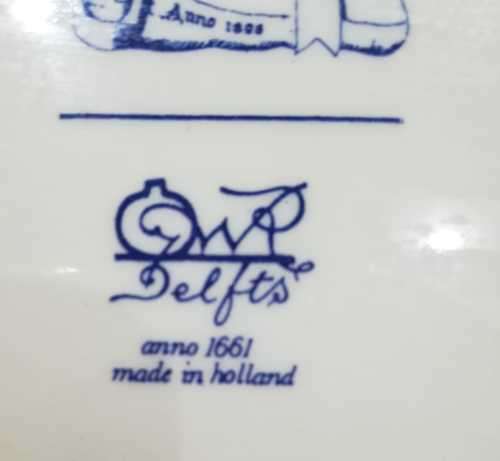 Anno 1608
Delfts
anno 1661
made in holland